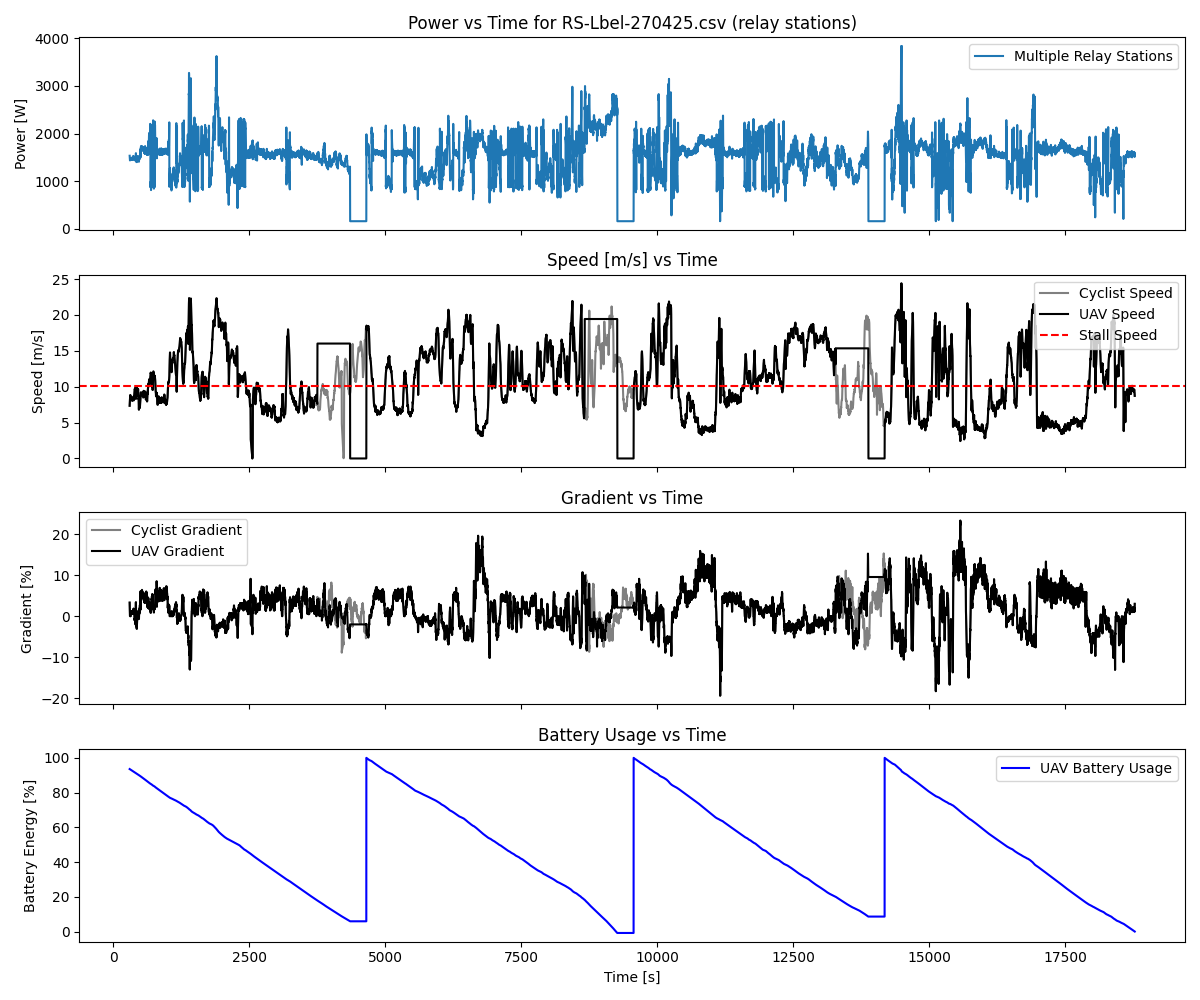 Power vs Time for RS-Lbel-270425.csv (relay stations)
Power [W]
4000
3000
2000
1000
0
Multiple Relay Stations
Speed [m/s] vs Time
Speed [m/s]
25
20
15
10
5
0
Cyclist Speed
UAV Speed
Stall Speed
Gradient vs Time
Gradient [%]
20
10
0
−10
−20
Cyclist Gradient
UAV Gradient
Battery Usage vs Time
Battery Energy [%]
100
80
60
40
20
0
UAV Battery Usage
0 2500 5000 7500 10000 12500 15000 17500
Time [s]